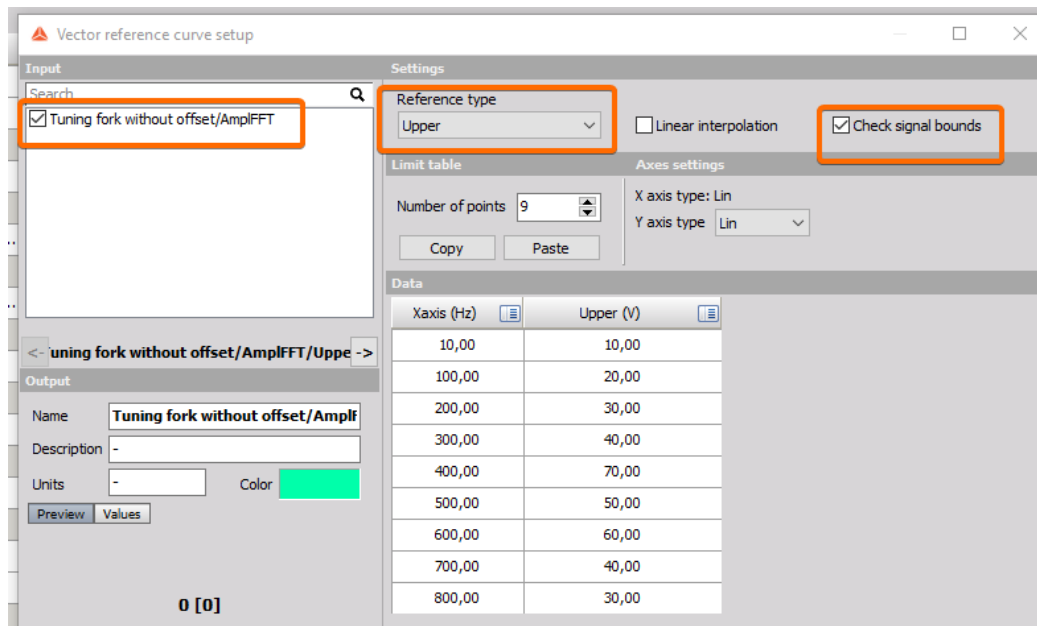 Vector reference curve setup
Input
Search
Tuning fork without offset/AmplFFT
<- uning fork without offset/AmplFFT/Uppe ->
Output
Name Tuning fork without offset/Amplf
Description -
Units - Color
Preview Values
0 [0]
Settings
Reference type
Upper
Linear interpolation
Check signal bounds
Limit table
Number of points 9
Copy Paste
Axes settings
X axis type: Lin
Y axis type Lin
Data
Xaxis (Hz) Upper (V)
10,00 10,00
100,00 20,00
200,00 30,00
300,00 40,00
400,00 70,00
500,00 50,00
600,00 60,00
700,00 40,00
800,00 30,00